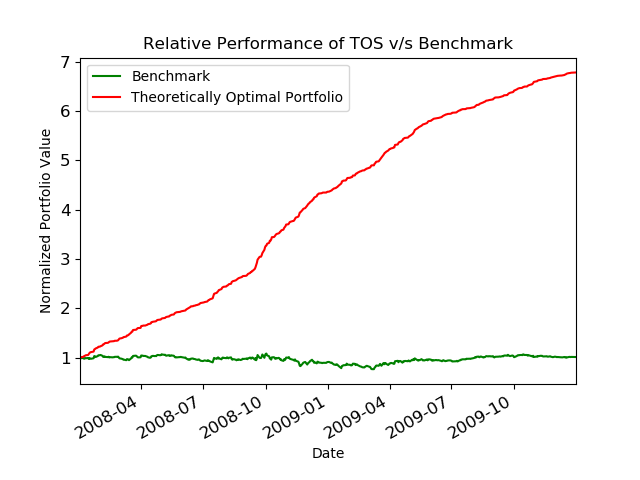 Relative Performance of TOS v/s Benchmark
Benchmark
Theoretically Optimal Portfolio
Normalized Portfolio Value
7
6
5
4
3
2
1
2008-04
2008-07
2008-10
2009-01
2009-04
2009-07
2009-10
Date